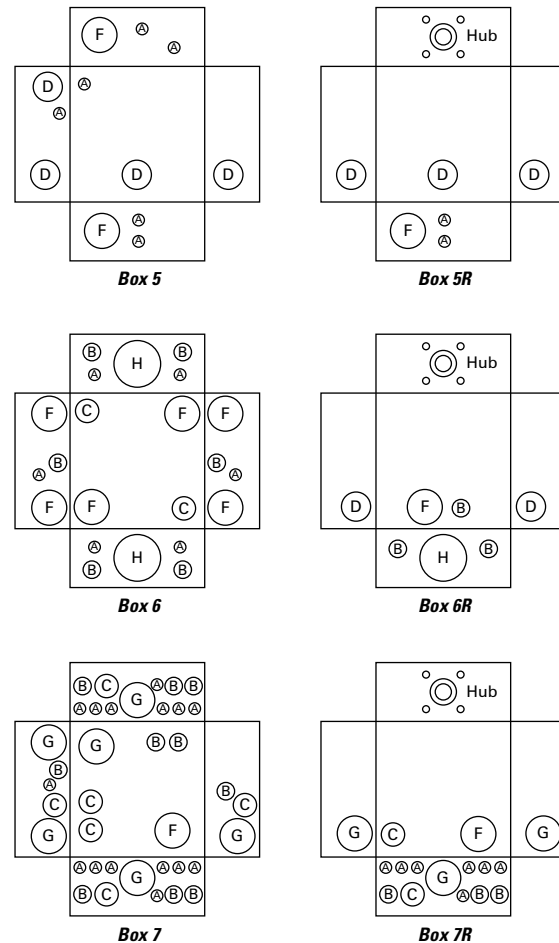 F A
A
D A
A
D D D
F A
A
Box 5
Hub
D D D
F A
A
Box 5R
B H B
A A
F C F F
B B
A A
F F C F
A H A
B B
Box 6
Hub
D F B D
B H B
Box 6R
B C A B B
G
A A A A A A
G G B B
B
A B
C C C
G C F G
A A A A A A
G
B C A B B
Box 7
Hub
G C F G
A A A A A A
G
B C A B B
Box 7R